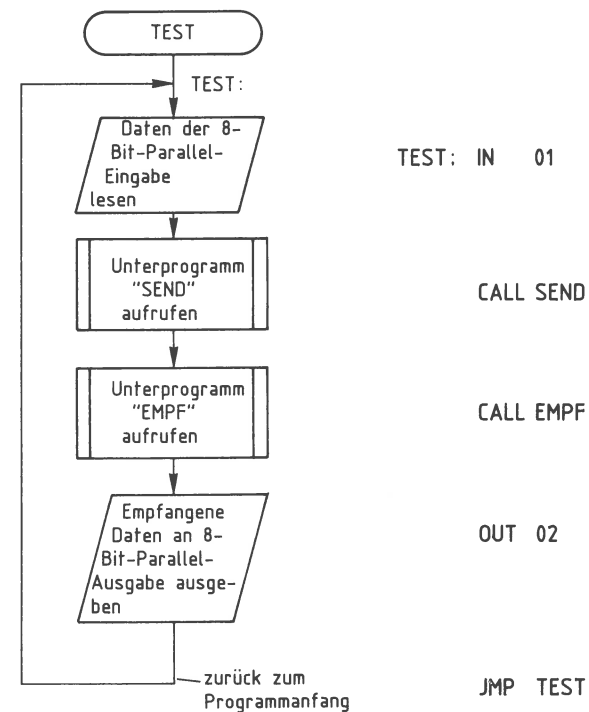 TEST
TEST:
Daten der 8-
Bit-Parallel-
Eingabe
lesen
TEST: IN 01
Unterprogramm
"SEND"
aufrufen
CALL SEND
Unterprogramm
"EMPF"
aufrufen
CALL EMPF
Empfangene
Daten an 8-
Bit-Parallel-
Ausgabe ausge-
ben
OUT 02
zurück zum
Programmanfang
JMP TEST